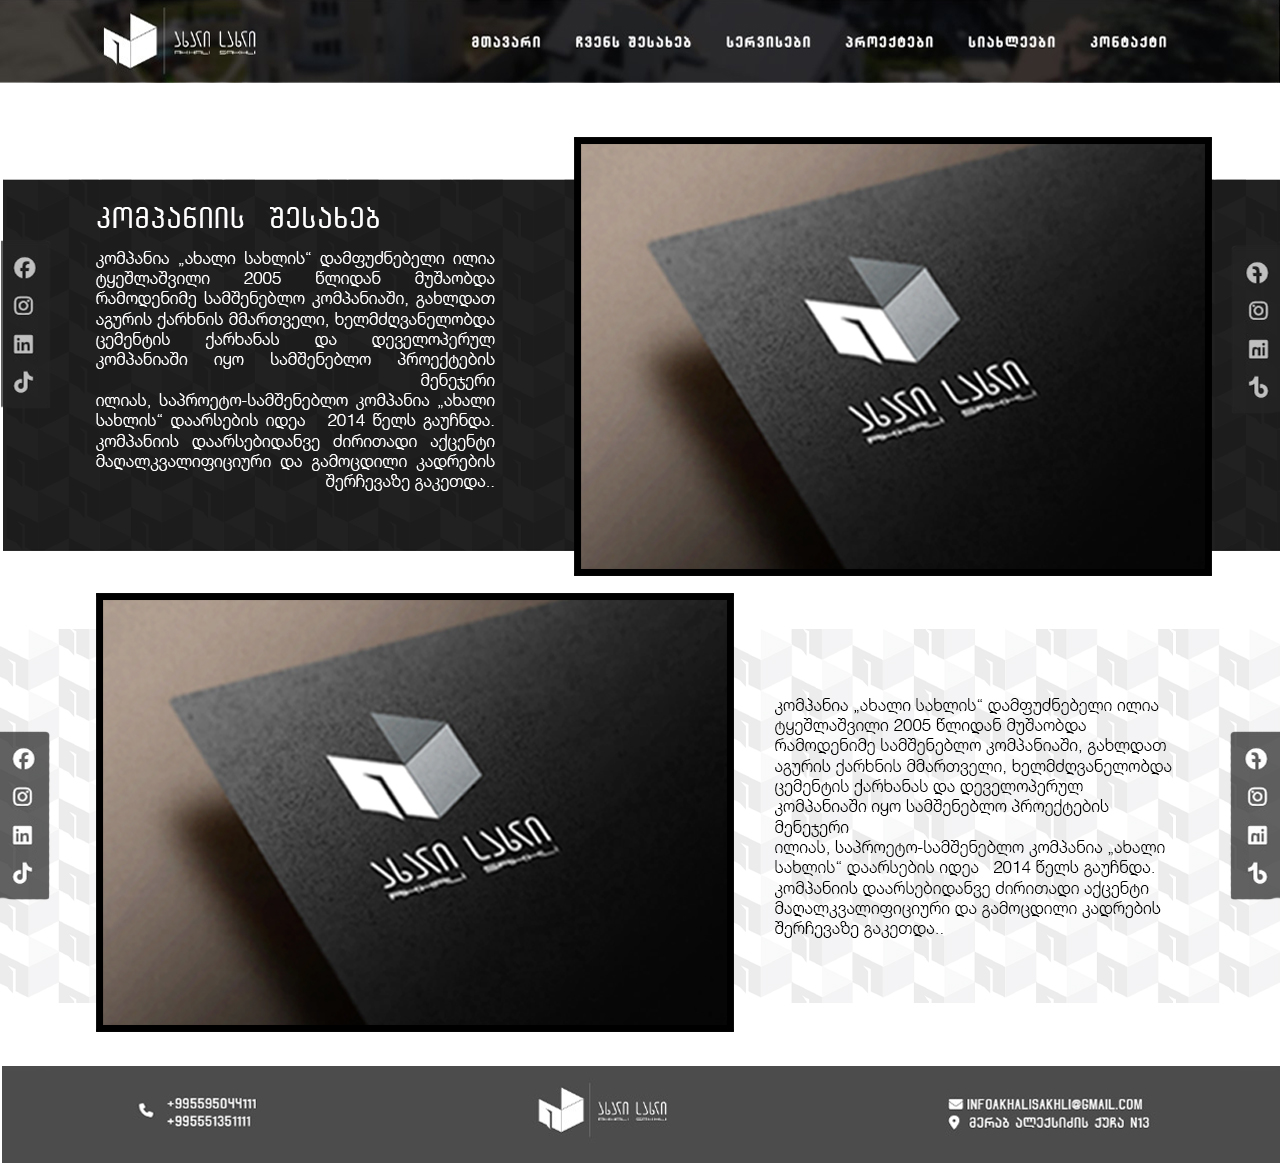 ახალი სახლი
AKHALI SAKHLI
მთავარი ჩვენს შესახებ სერვისები პროექტები სიახლეები კონტაქტი
კომპანიის შესახებ
კომპანია „ახალი სახლის“ დამფუძნებელი ილია
ტყეშლაშვილი 2005 წლიდან მუშაობდა
რამოდენიმე სამშენებლო კომპანიაში, გახლდათ
აგურის ქარხნის მმართველი, ხელმძღვანელობდა
ცემენტის ქარხანას და დეველოპერულ
კომპანიაში იყო სამშენებლო პროექტების
მენეჯერი
ილიას, საპროეტო-სამშენებლო კომპანია „ახალი
სახლის“ დაარსების იდეა 2014 წელს გაუჩნდა.
კომპანიის დაარსებიდანვე ძირითადი აქცენტი
მაღალკვალიფიციური და გამოცდილი კადრების
შერჩევაზე გაკეთდა..
ახალი სახლი
AKHALI SAKHLI
ახალი სახლი
AKHALI SAKHLI
კომპანია „ახალი სახლის“ დამფუძნებელი ილია
ტყეშლაშვილი 2005 წლიდან მუშაობდა
რამოდენიმე სამშენებლო კომპანიაში, გახლდათ
აგურის ქარხნის მმართველი, ხელმძღვანელობდა
ცემენტის ქარხანას და დეველოპერულ
კომპანიაში იყო სამშენებლო პროექტების
მენეჯერი
ილიას, საპროეტო-სამშენებლო კომპანია „ახალი
სახლის“ დაარსების იდეა 2014 წელს გაუჩნდა.
კომპანიის დაარსებიდანვე ძირითადი აქცენტი
მაღალკვალიფიციური და გამოცდილი კადრების
შერჩევაზე გაკეთდა..
+995595044111
+995551351111
ახალი სახლი
AKHALI SAKHLI
INFOAKHALISAKHLI@GMAIL.COM
მერაბ ალექსიძის ქუჩა N13